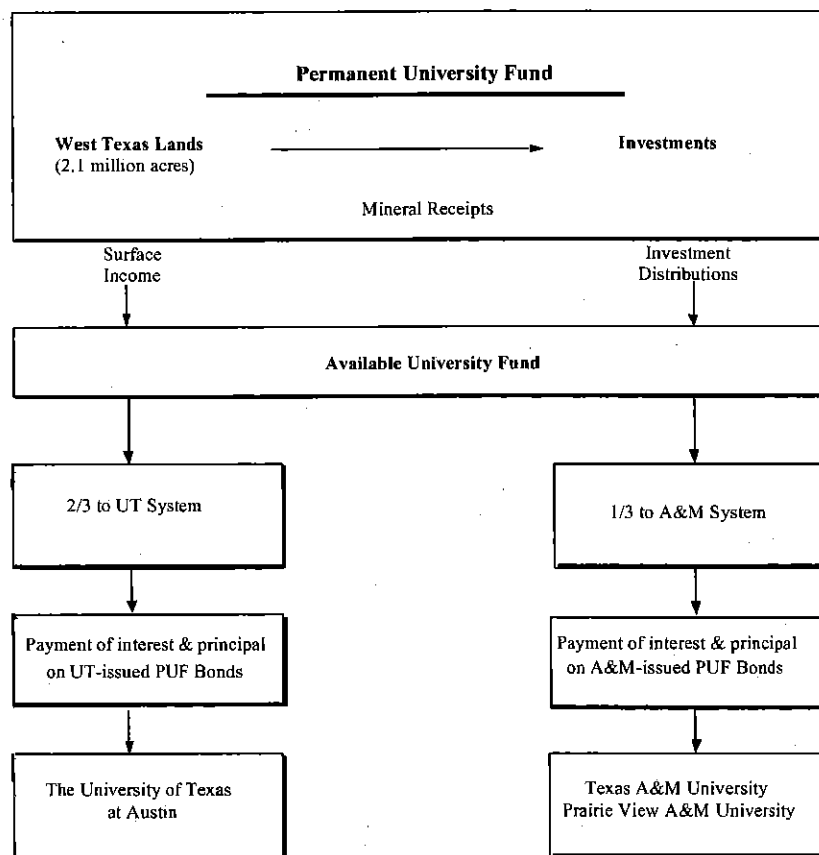 Permanent University Fund
West Texas Lands
(2.1 million acres)
Investments
Mineral Receipts
Surface
Income
Investment
Distributions
Available University Fund
2/3 to UT System
1/3 to A&M System
Payment of interest & principal
on UT-issued PUF Bonds
Payment of interest & principal
on A&M-issued PUF Bonds
The University of Texas
at Austin
Texas A&M University
Prairie View A&M University